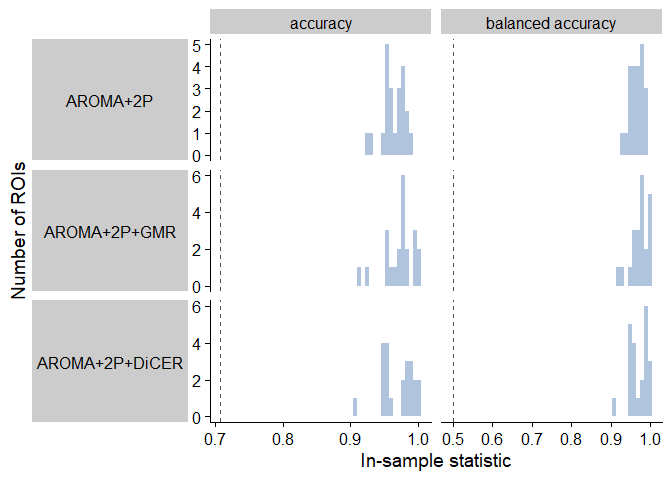 accuracy balanced accuracy
Number of ROIs
AROMA+2P
5
4
3
2
1
0
AROMA+2P+GMR
6
4
2
0
AROMA+2P+DiCER
6
4
2
0
0.7 0.8 0.9 1.0 0.5 0.6 0.7 0.8 0.9 1.0
In-sample statistic